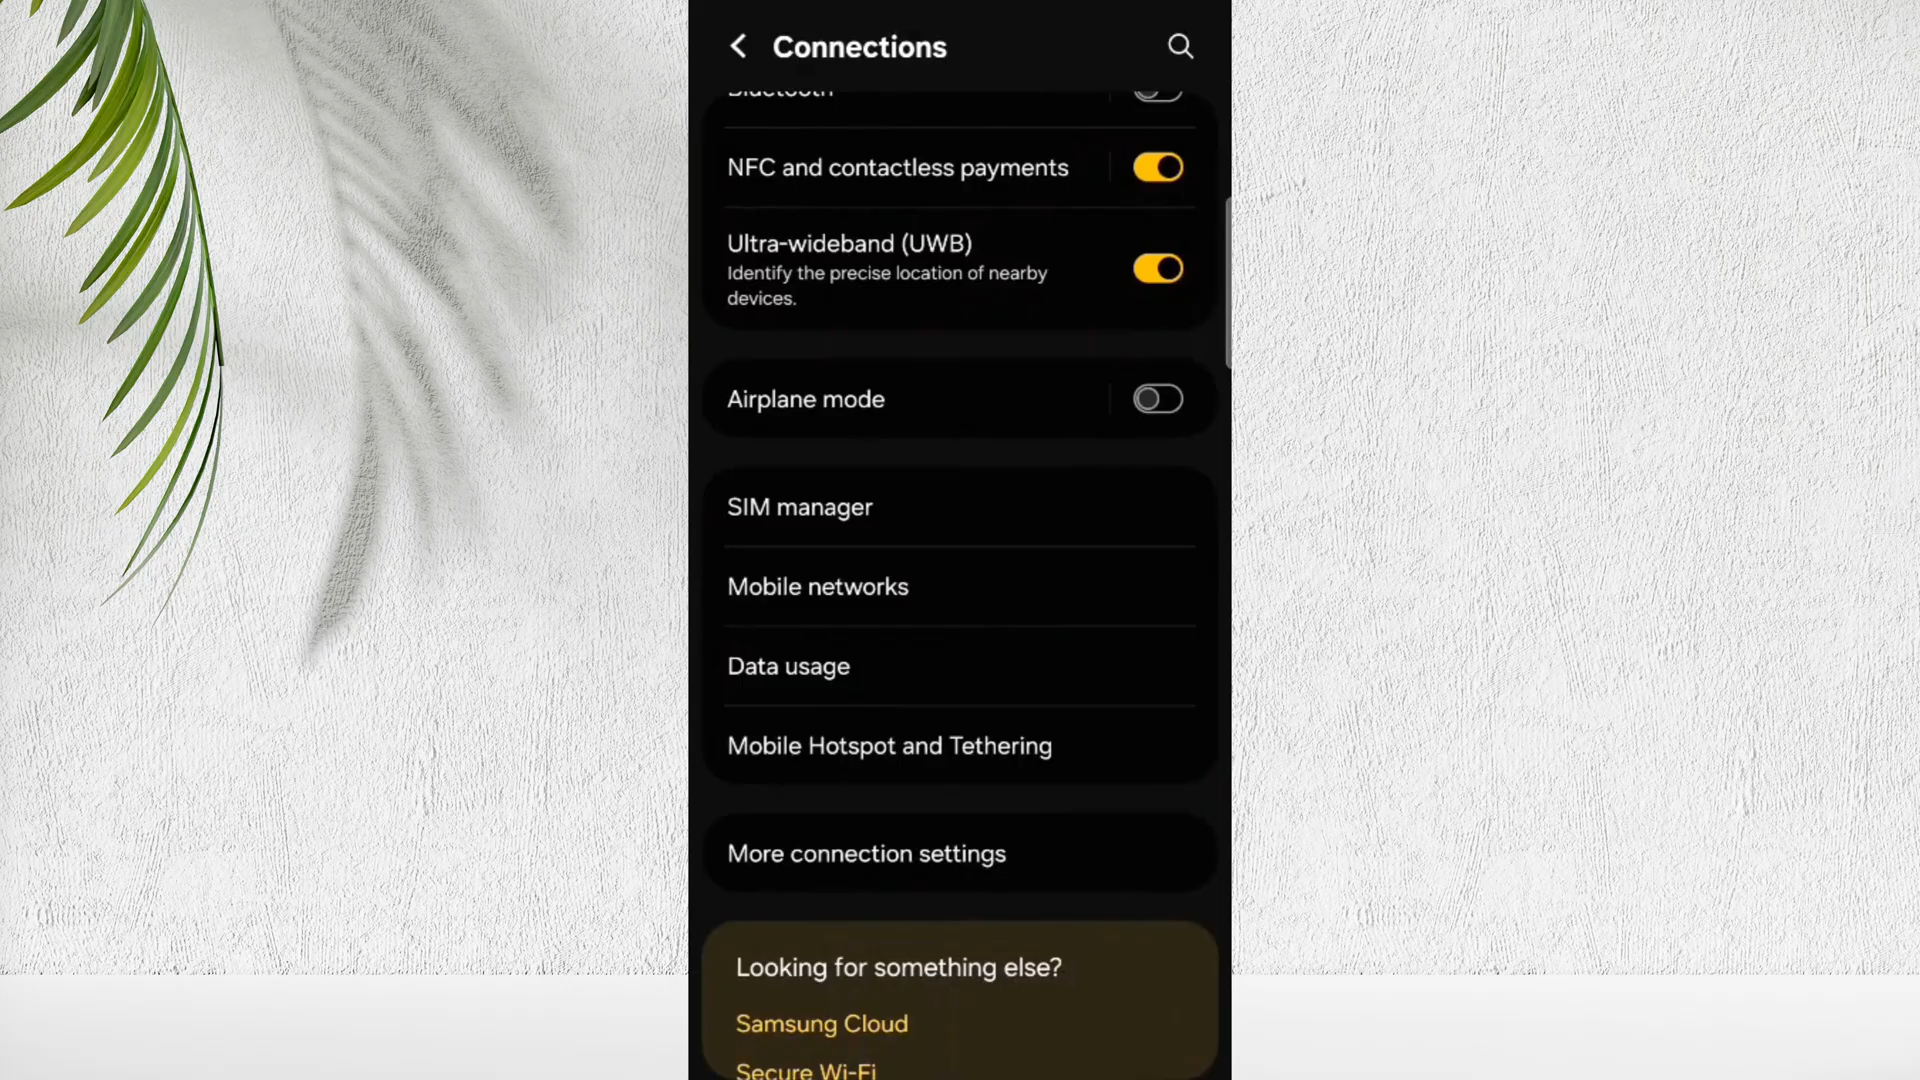 Connections
Bluetooth
NFC and contactless payments
Ultra-wideband (UWB)
Identify the precise location of nearby
devices.
Airplane mode
SIM manager
Mobile networks
Data usage
Mobile Hotspot and Tethering
More connection settings
Looking for something else?
Samsung Cloud
Secure Wi-Fi